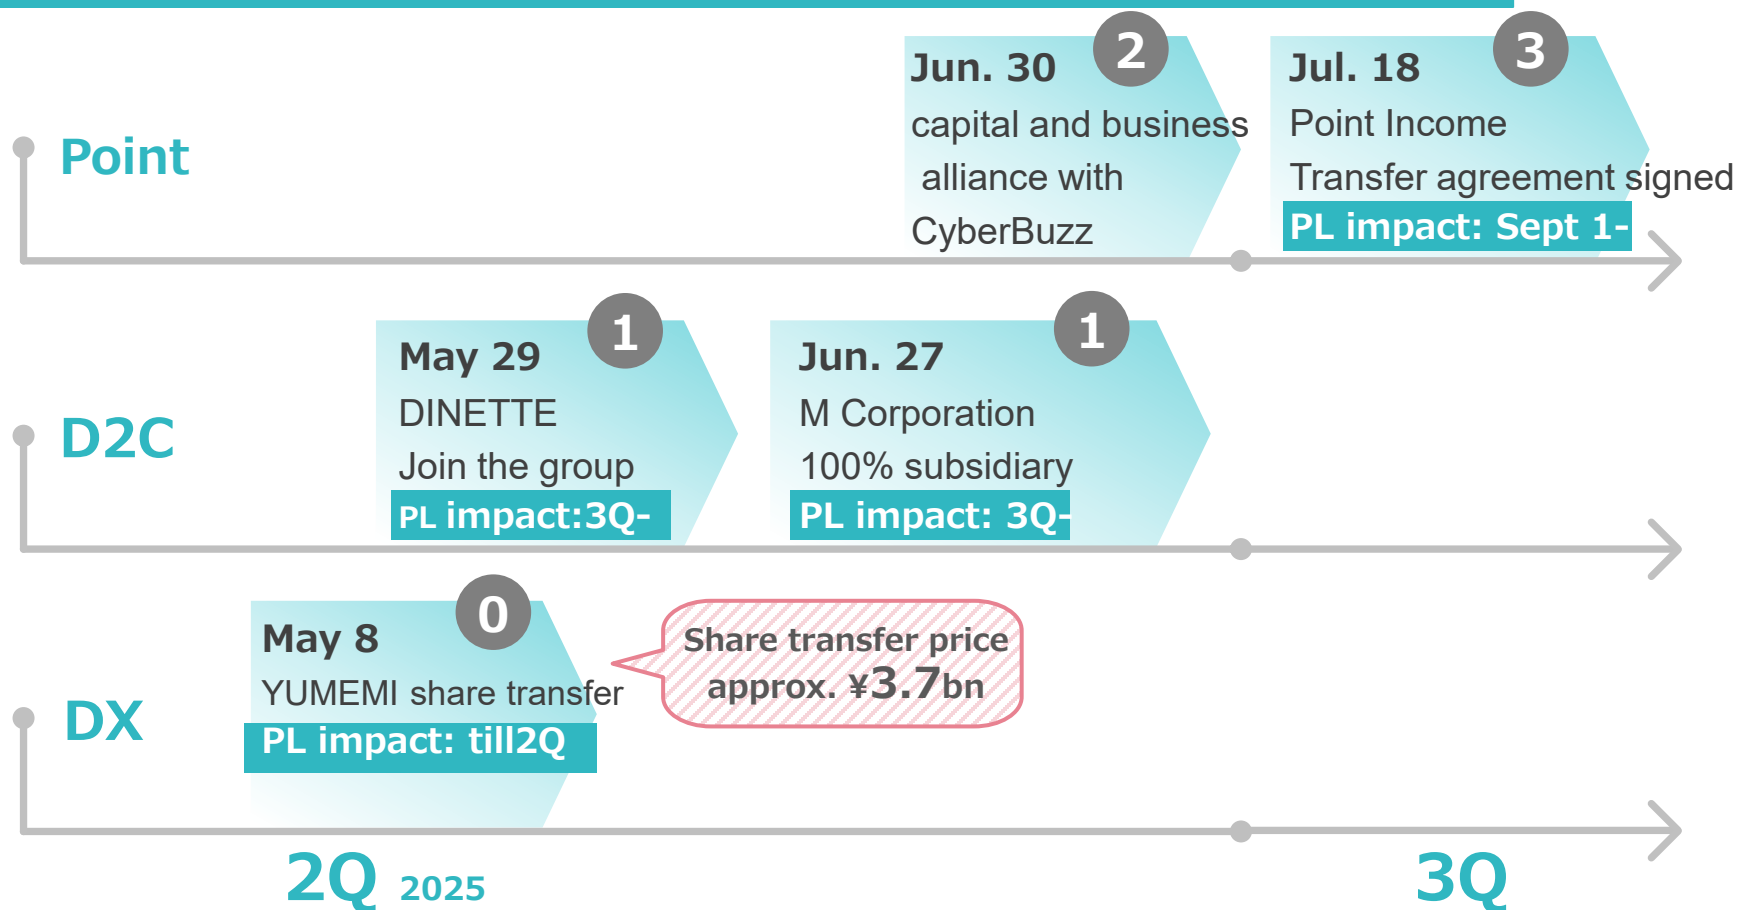 Point
Jun. 30
2
capital and business
alliance with
CyberBuzz
Jul. 18
3
Point Income
Transfer agreement signed
PL impact: Sept 1-
D2C
May 29
1
DINETTE
Join the group
PL impact:3Q-
Jun. 27
1
M Corporation
100% subsidiary
PL impact: 3Q-
DX
May 8
0
YUMEMI share transfer
PL impact: till2Q
Share transfer price
approx. ¥3.7bn
2Q 2025
3Q